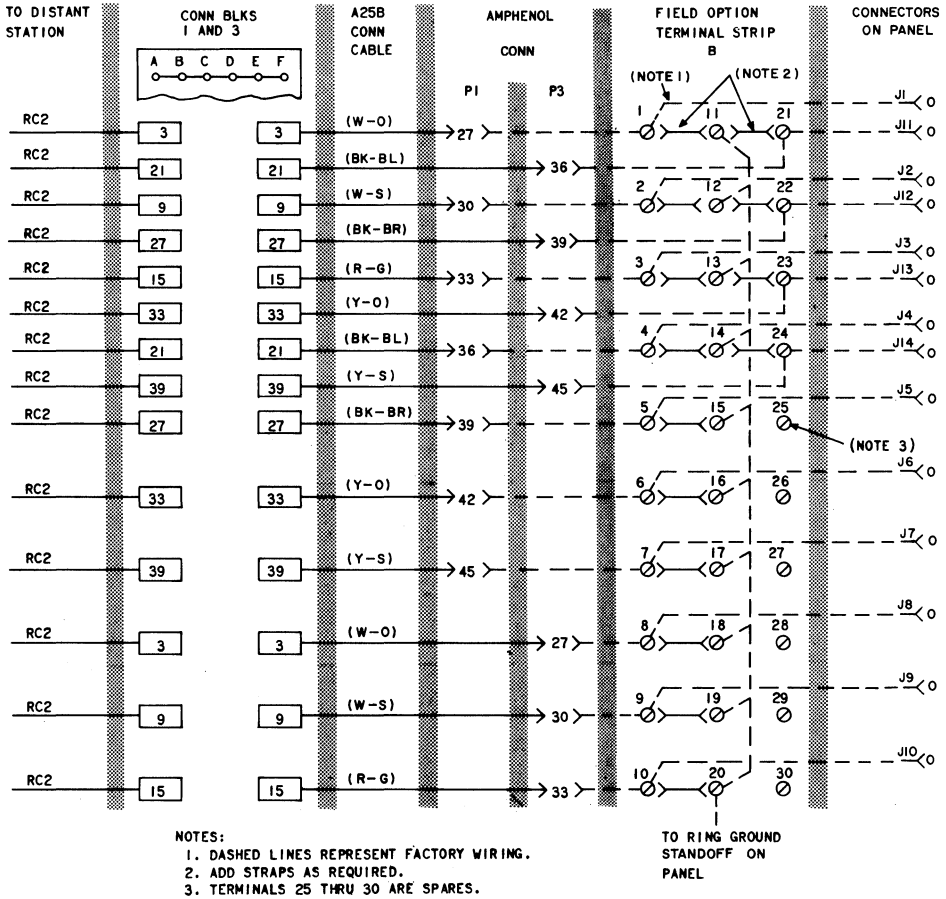 TO DISTANT STATION
CONN BLKS 1 AND 3
A25B CONN CABLE
AMPHENOL CONN
FIELD OPTION TERMINAL STRIP B
CONNECTORS ON PANEL
A B C D E F
P1 P3
(NOTE 1) (NOTE 2)
J1 O
RC2 3 3 (W-O) 27 1 11 21 J11 O
RC2 21 21 (BK-BL) 36
J2 O
RC2 9 9 (W-S) 30 2 12 22 J12 O
RC2 27 27 (BK-BR) 39
J3 O
RC2 15 15 (R-G) 33 3 13 23 J13 O
RC2 33 33 (Y-O) 42
J4 O
RC2 21 21 (BK-BL) 36 4 14 24 J14 O
RC2 39 39 (Y-S) 45
J5 O
RC2 27 27 (BK-BR) 39 5 15 25
(NOTE 3)
J6 O
RC2 33 33 (Y-O) 42 6 16 26
J7 O
RC2 39 39 (Y-S) 45 7 17 27
J8 O
RC2 3 3 (W-O) 27 8 18 28
J9 O
RC2 9 9 (W-S) 30 9 19 29
J10 O
RC2 15 15 (R-G) 33 10 20 30
TO RING GROUND STANDOFF ON PANEL
NOTES:
1. DASHED LINES REPRESENT FACTORY WIRING.
2. ADD STRAPS AS REQUIRED.
3. TERMINALS 25 THRU 30 ARE SPARES.